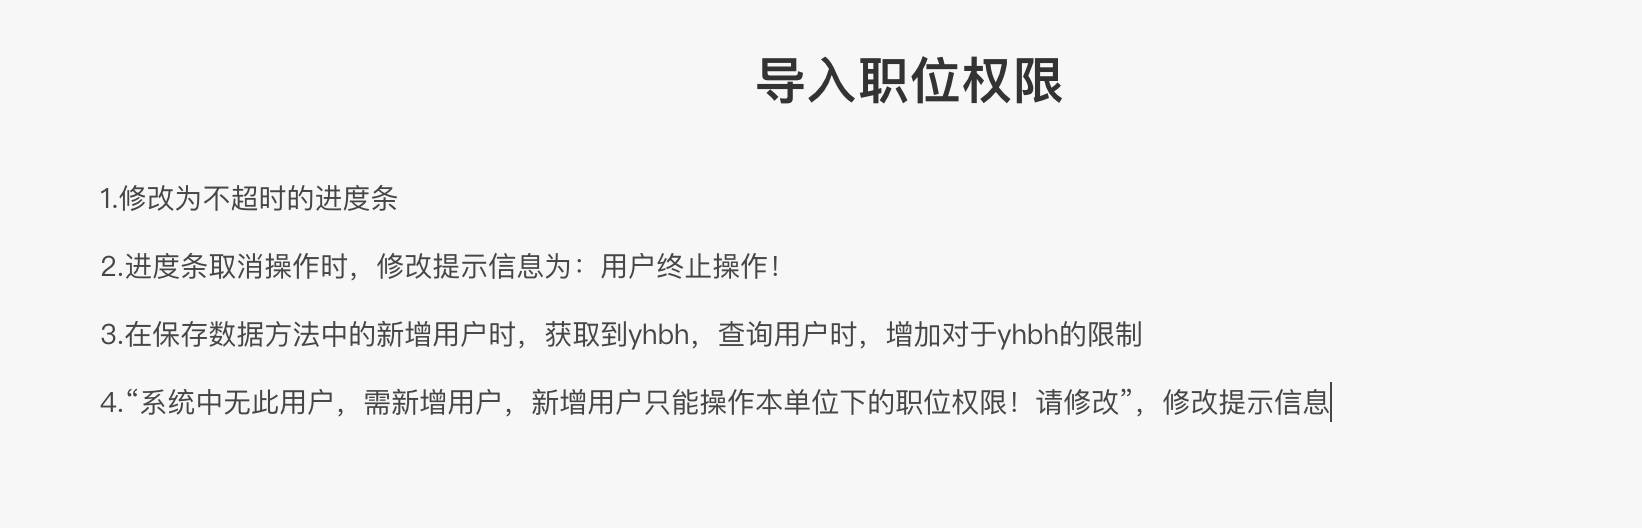 导入职位权限
1.修改为不超时的进度条
2.进度条取消操作时，修改提示信息为：用户终止操作！
3.在保存数据方法中的新增用户时，获取到yhbh，查询用户时，增加对于yhbh的限制
4.“系统中无此用户，需新增用户，新增用户只能操作本单位下的职位权限！请修改”，修改提示信息